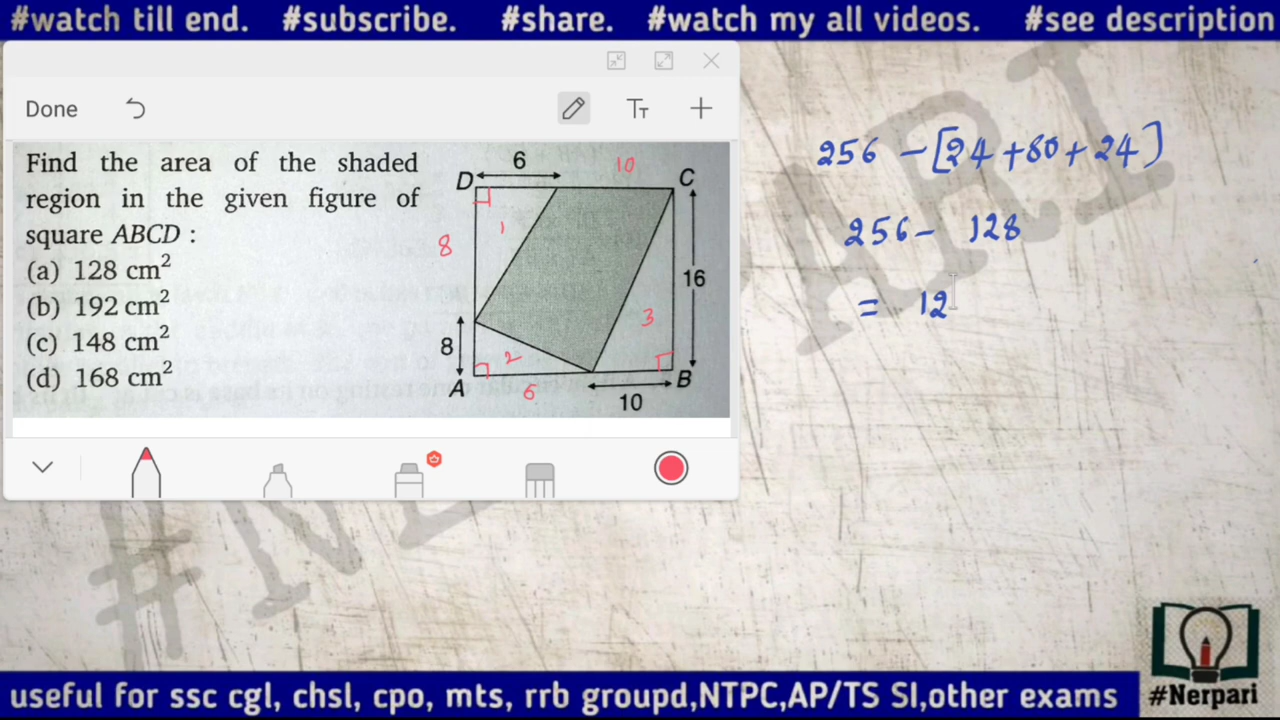 #watch till end. #subscribe. #share. #watch my all videos. #see description
Done
Find the area of the shaded
region in the given figure of
square ABCD :
(a) 128 cm²
(b) 192 cm²
(c) 148 cm²
(d) 168 cm²
6
10
D
C
8
1
16
3
8
2
A
6
B
10
256 - [24 + 80 + 24]
256 - 128
= 12
#Nerpari
useful for ssc cgl, chsl, cpo, mts, rrb groupd,NTPC,AP/TS SI,other exams